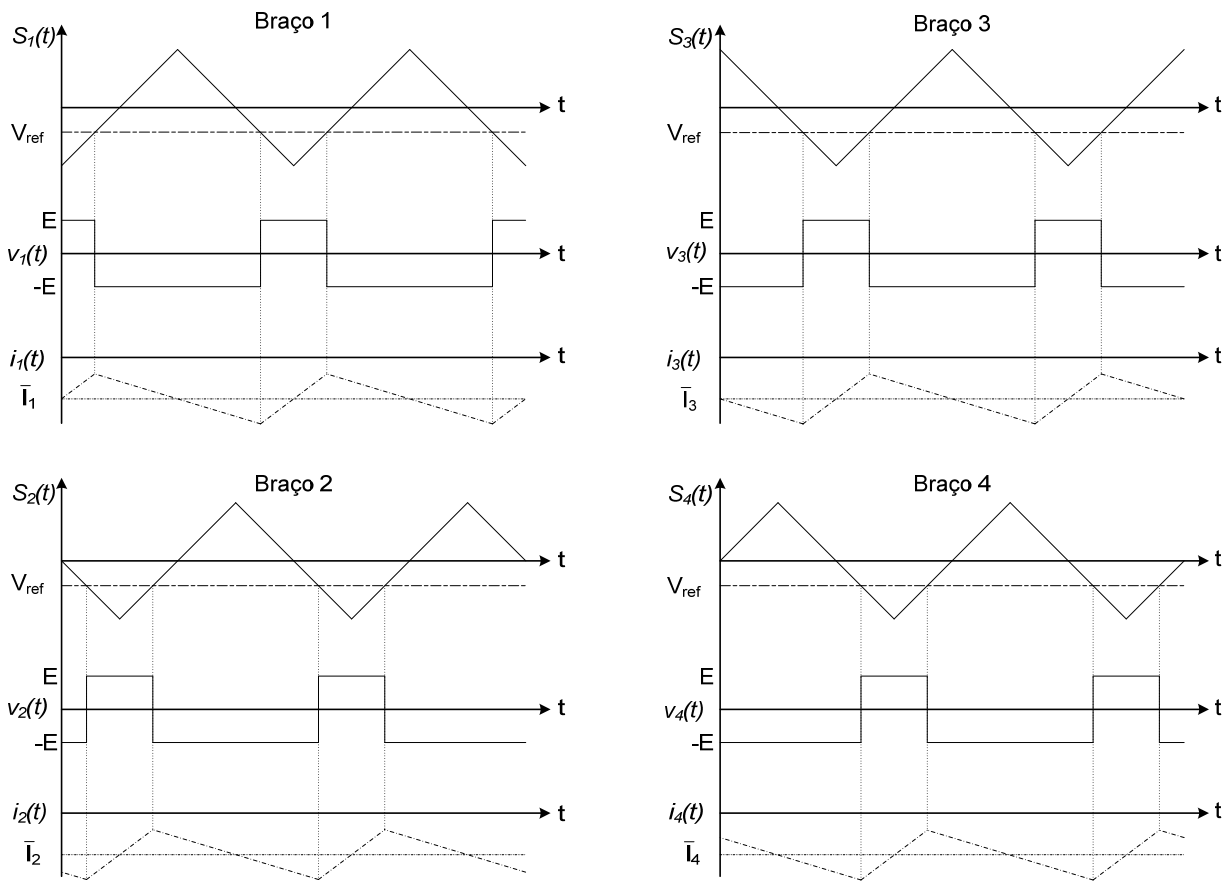 Braço 1
S₁(t)
t
Vref
E
v₁(t)
t
-E
i₁(t)
t
Ī₁
Braço 3
S₃(t)
t
Vref
E
v₃(t)
t
-E
i₃(t)
t
Ī₃
Braço 2
S₂(t)
t
Vref
E
v₂(t)
t
-E
i₂(t)
t
Ī₂
Braço 4
S₄(t)
t
Vref
E
v₄(t)
t
-E
i₄(t)
t
Ī₄